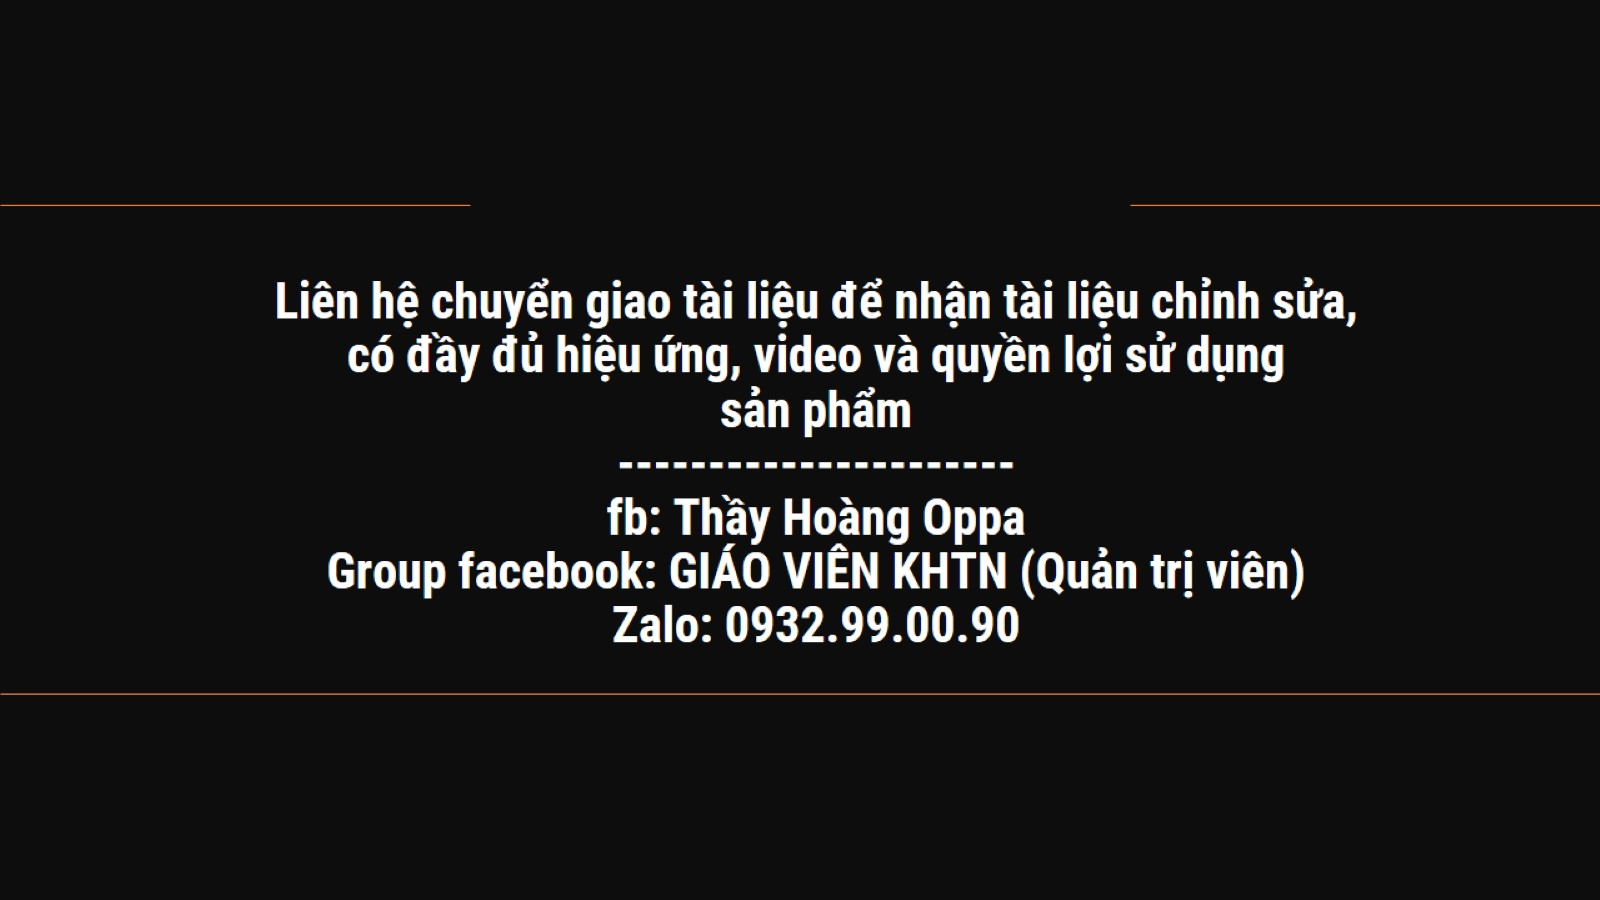 Liên hệ chuyển giao tài liệu để nhận tài liệu chỉnh sửa,
có đầy đủ hiệu ứng, video và quyền lợi sử dụng
sản phẩm
----------------------
fb: Thầy Hoàng Oppa
Group facebook: GIÁO VIÊN KHTN (Quản trị viên)
Zalo: 0932.99.00.90